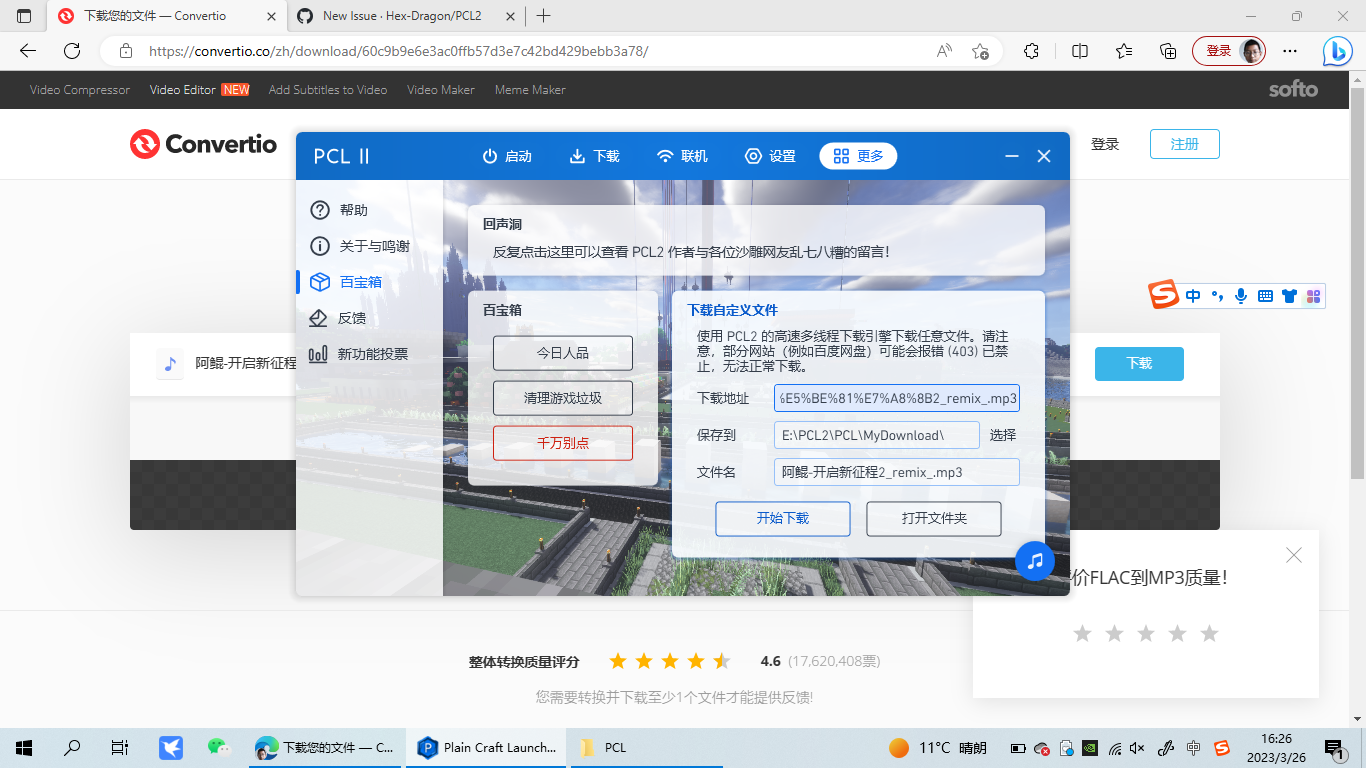 下载您的文件 — Convertio
New Issue · Hex-Dragon/PCL2
https://convertio.co/zh/download/60c9b9e6e3ac0ffb57d3e7c42bd429bebb3a78/
登录
Video Compressor
Video Editor NEW
Add Subtitles to Video
Video Maker
Meme Maker
softo
Convertio
登录
注册
PCL II
启动
下载
联机
设置
更多
帮助
关于与鸣谢
百宝箱
反馈
新功能投票
回声洞
反复点击这里可以查看 PCL2 作者与各位沙雕网友乱七八糟的留言！
百宝箱
今日人品
清理游戏垃圾
千万别点
下载自定义文件
使用 PCL2 的高速多线程下载引擎下载任意文件。请注
意，部分网站（例如百度网盘）可能会报错 (403) 已禁
止，无法正常下载。
下载地址
%E5%BE%81%E7%A8%8B2_remix_.mp3
保存到
E:\PCL2\PCL\MyDownload\
选择
文件名
阿鲲-开启新征程2_remix_.mp3
开始下载
打开文件夹
阿鲲-开启新征程
下载
中
价FLAC到MP3质量！
整体转换质量评分
4.6 (17,620,408票)
您需要转换并下载至少1个文件才能提供反馈!
下载您的文件 — C...
Plain Craft Launch...
PCL
11°C 晴朗
中
16:26
2023/3/26
1